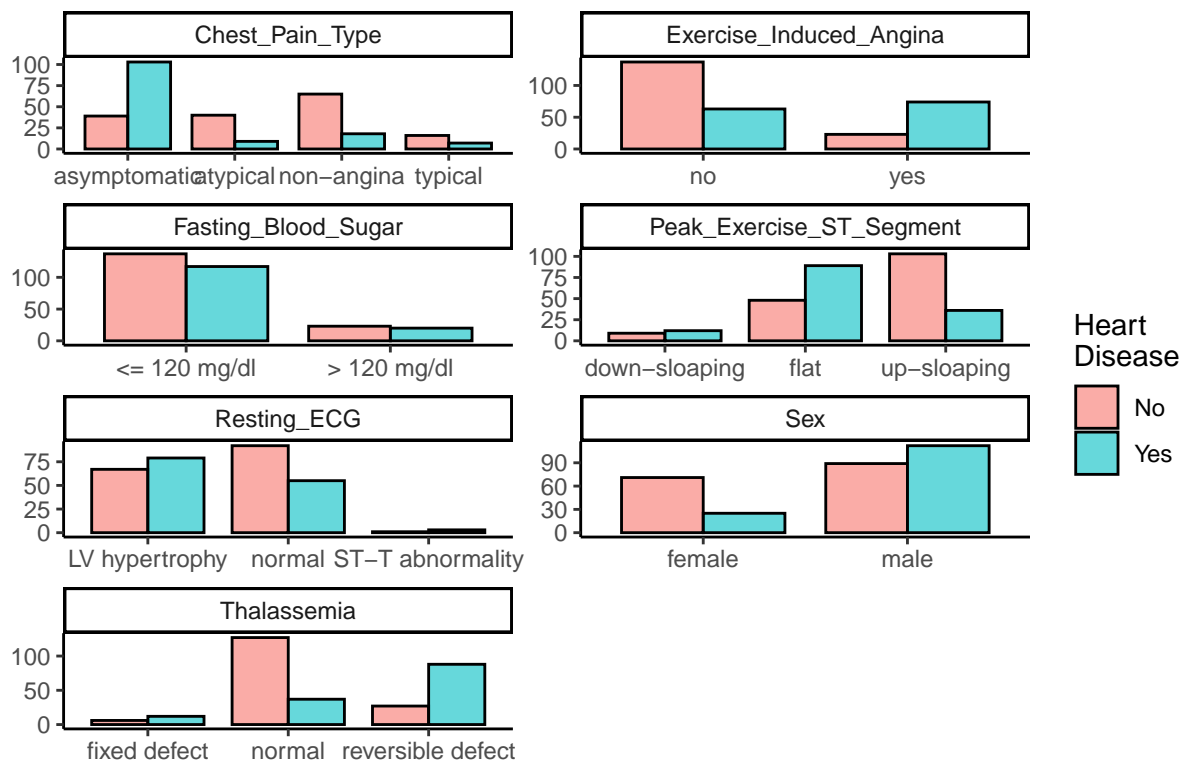 Chest_Pain_Type
100
75
50
25
0
asymptomatic atypical non−angina typical
Exercise_Induced_Angina
100
50
0
no yes
Fasting_Blood_Sugar
100
50
0
<= 120 mg/dl > 120 mg/dl
Peak_Exercise_ST_Segment
100
75
50
25
0
down−sloaping flat up−sloaping
Resting_ECG
75
50
25
0
LV hypertrophy normal ST−T abnormality
Sex
90
60
30
0
female male
Thalassemia
100
50
0
fixed defect normal reversible defect
Heart
Disease
No
Yes